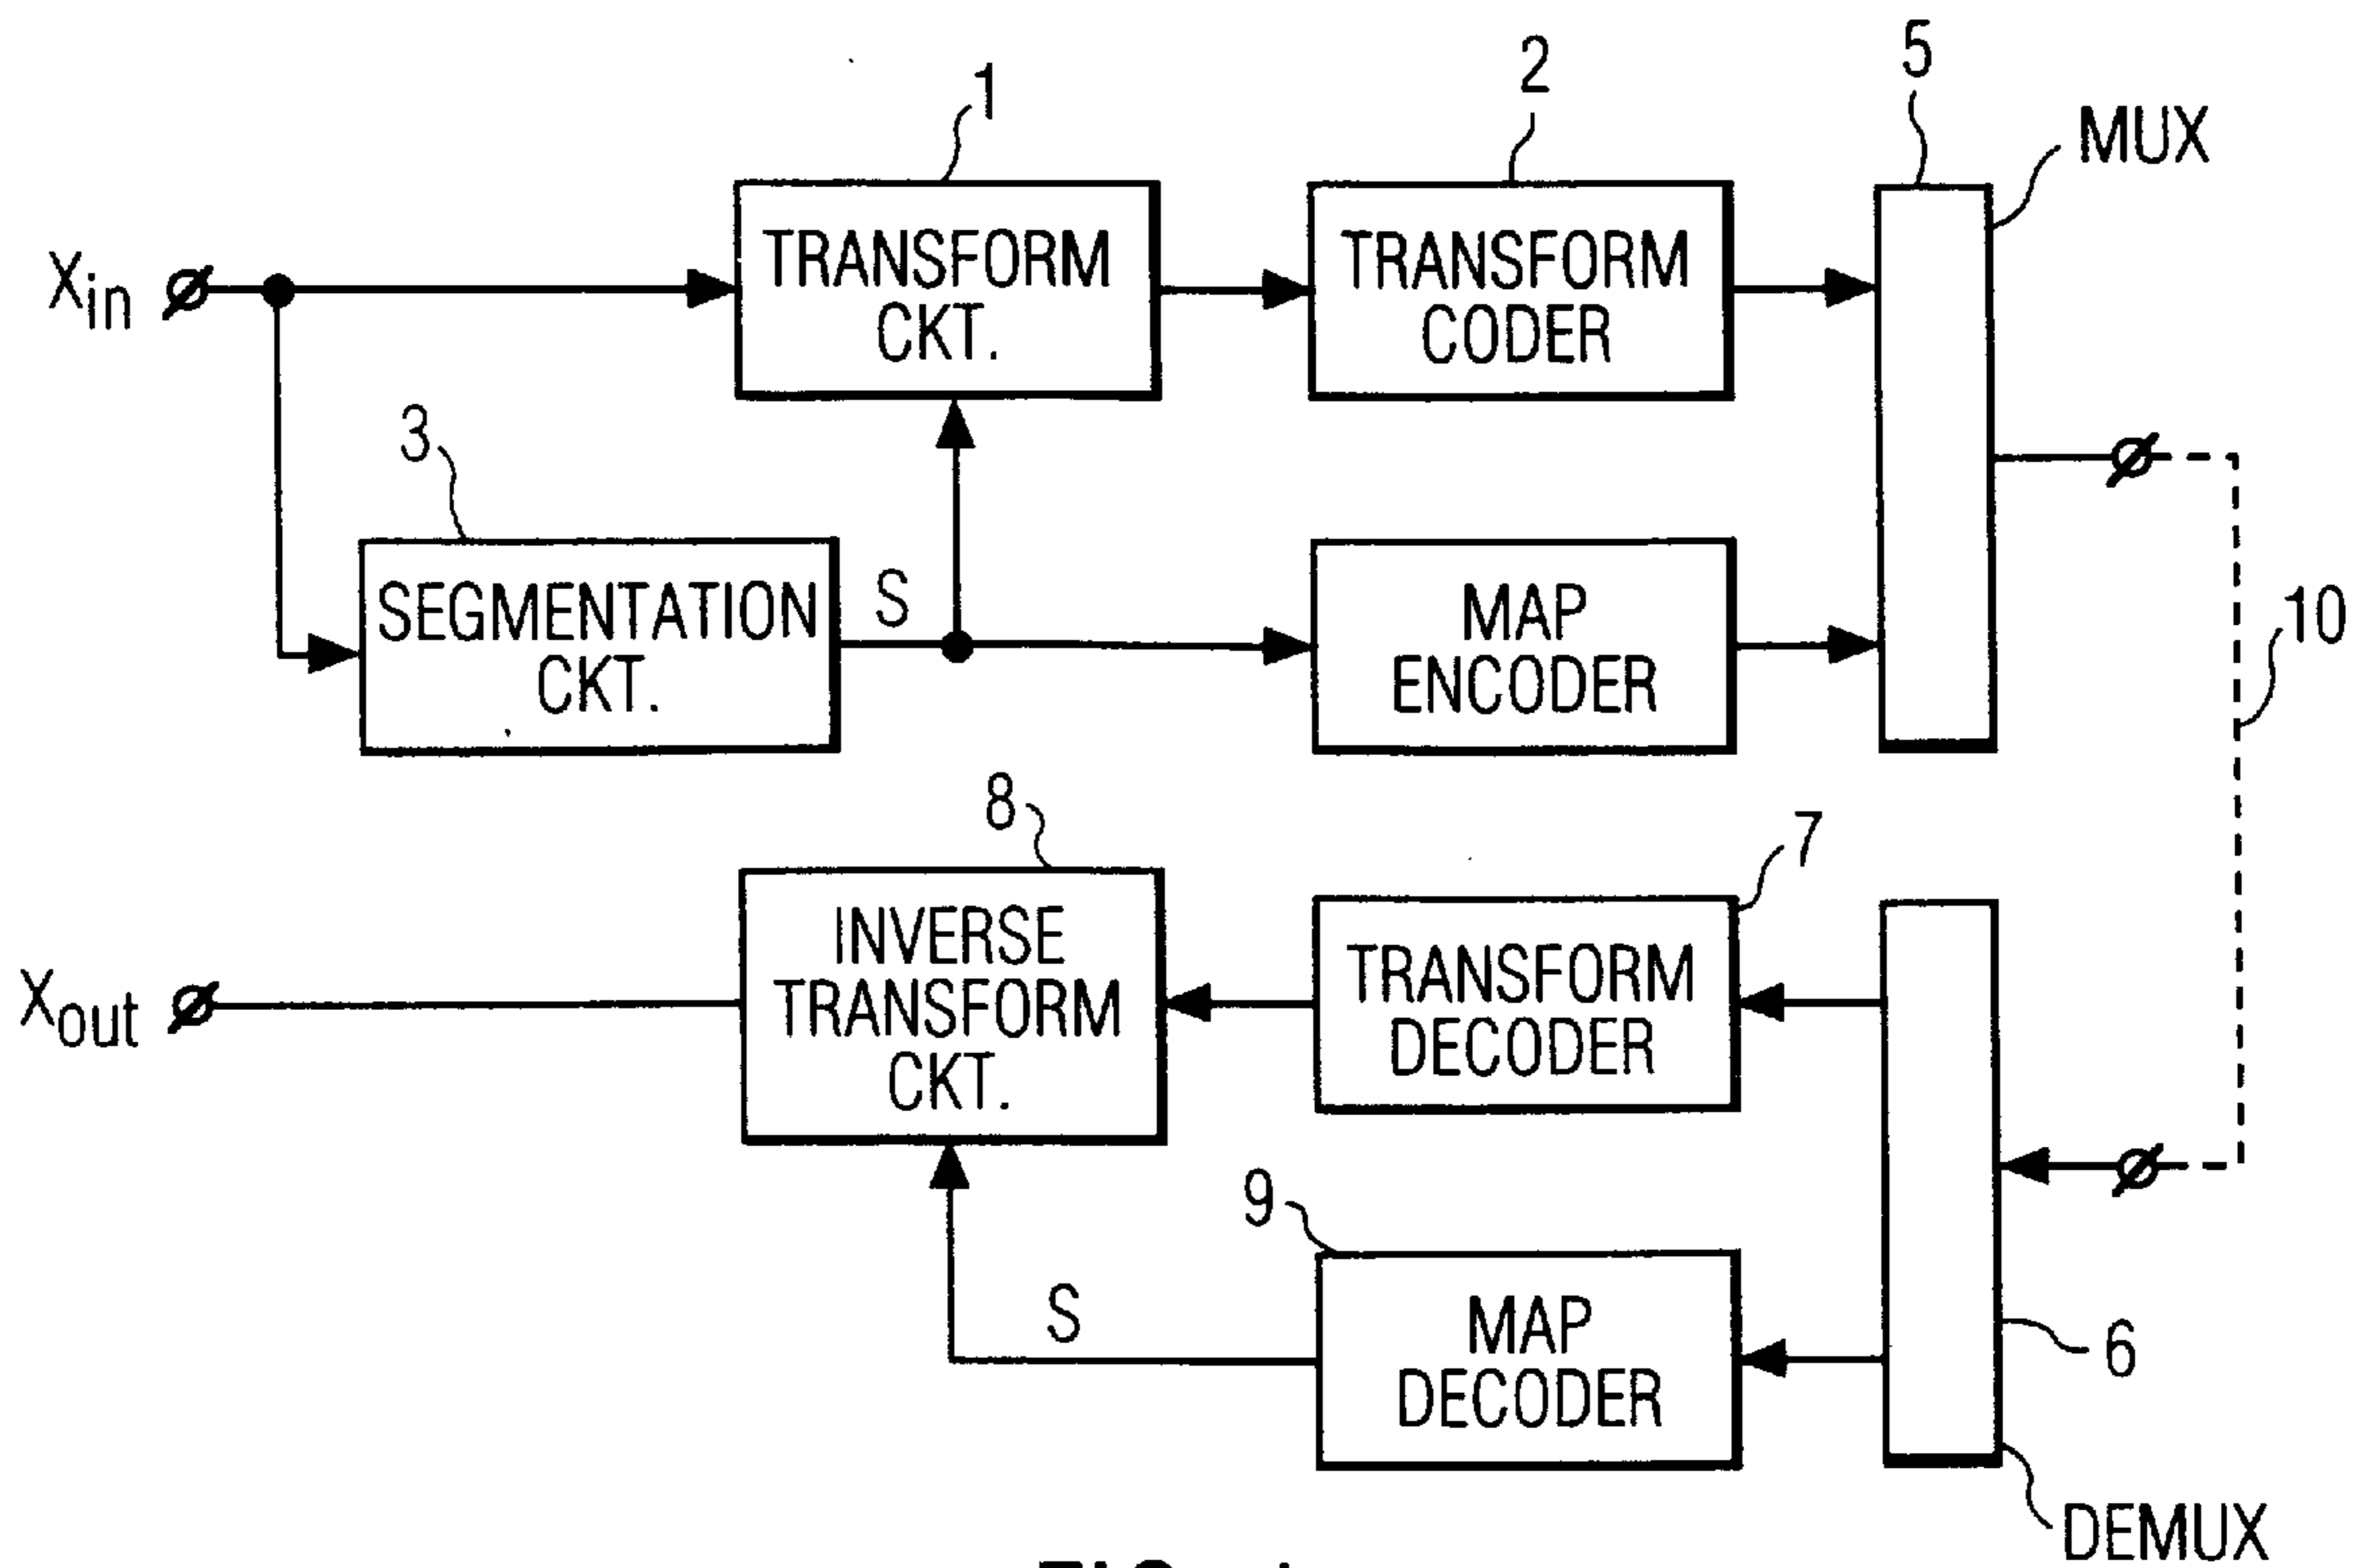 1
2
5
MUX
Xin
TRANSFORM
CKT.
TRANSFORM
CODER
3
SEGMENTATION
CKT.
S
MAP
ENCODER
10
8
7
INVERSE
TRANSFORM
CKT.
TRANSFORM
DECODER
Xout
9
S
MAP
DECODER
6
DEMUX